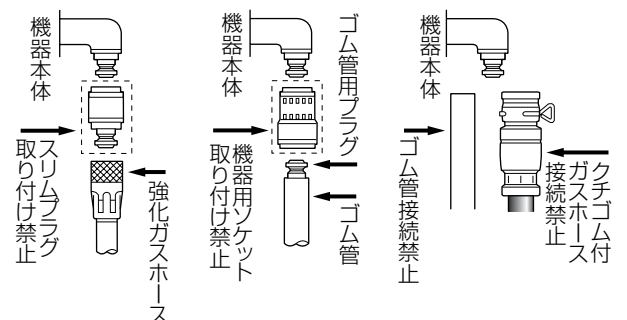 機器本体
スリムプラグ
取り付け禁止
強化ガスホース
機器本体
ゴム管用プラグ
機器用ソケット
取り付け禁止
ゴム管
機器本体
ゴム管接続禁止
クチゴム付
ガスホース
接続禁止